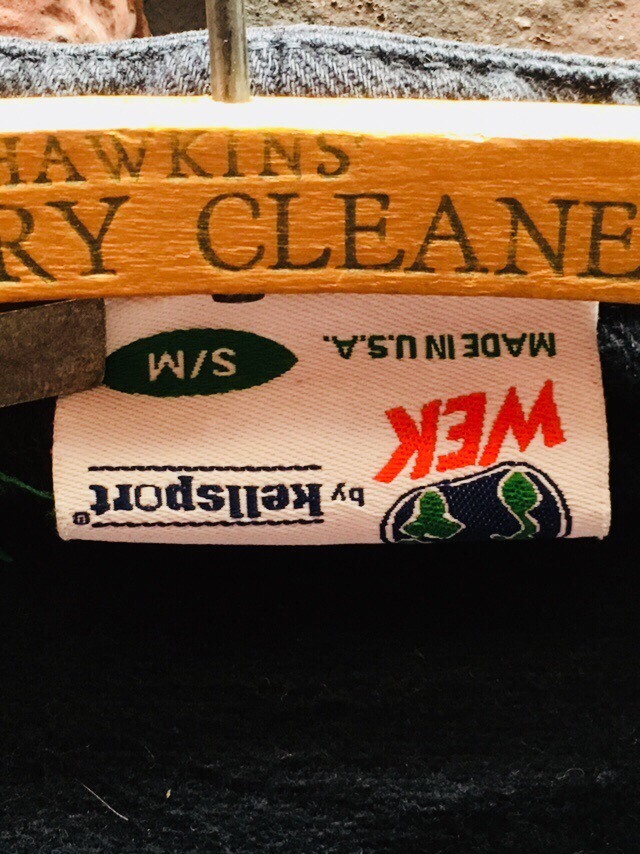 HAWKINS'
RY CLEANE
by kellsport®
WEK
MADE IN U.S.A.
S/M